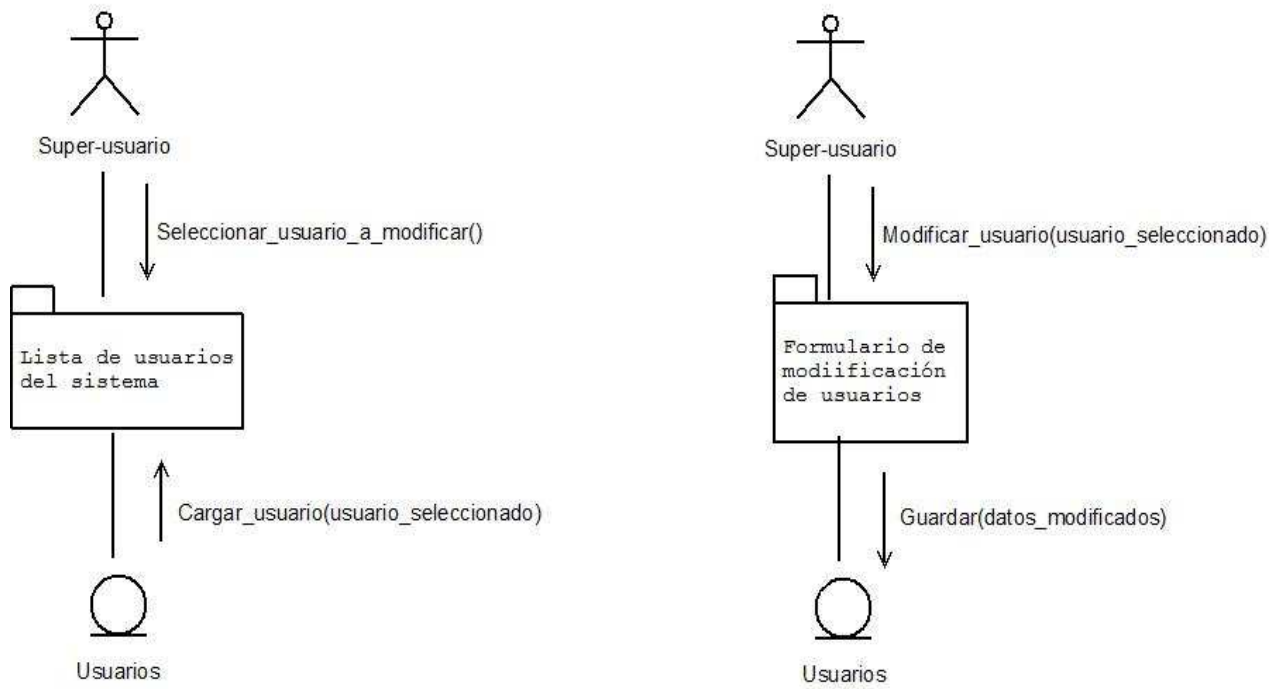 Super-usuario
Seleccionar_usuario_a_modificar()
Lista de usuarios
del sistema
Cargar_usuario(usuario_seleccionado)
Usuarios
Super-usuario
Modificar_usuario(usuario_seleccionado)
Formulario de
modiificación
de usuarios
Guardar(datos_modificados)
Usuarios